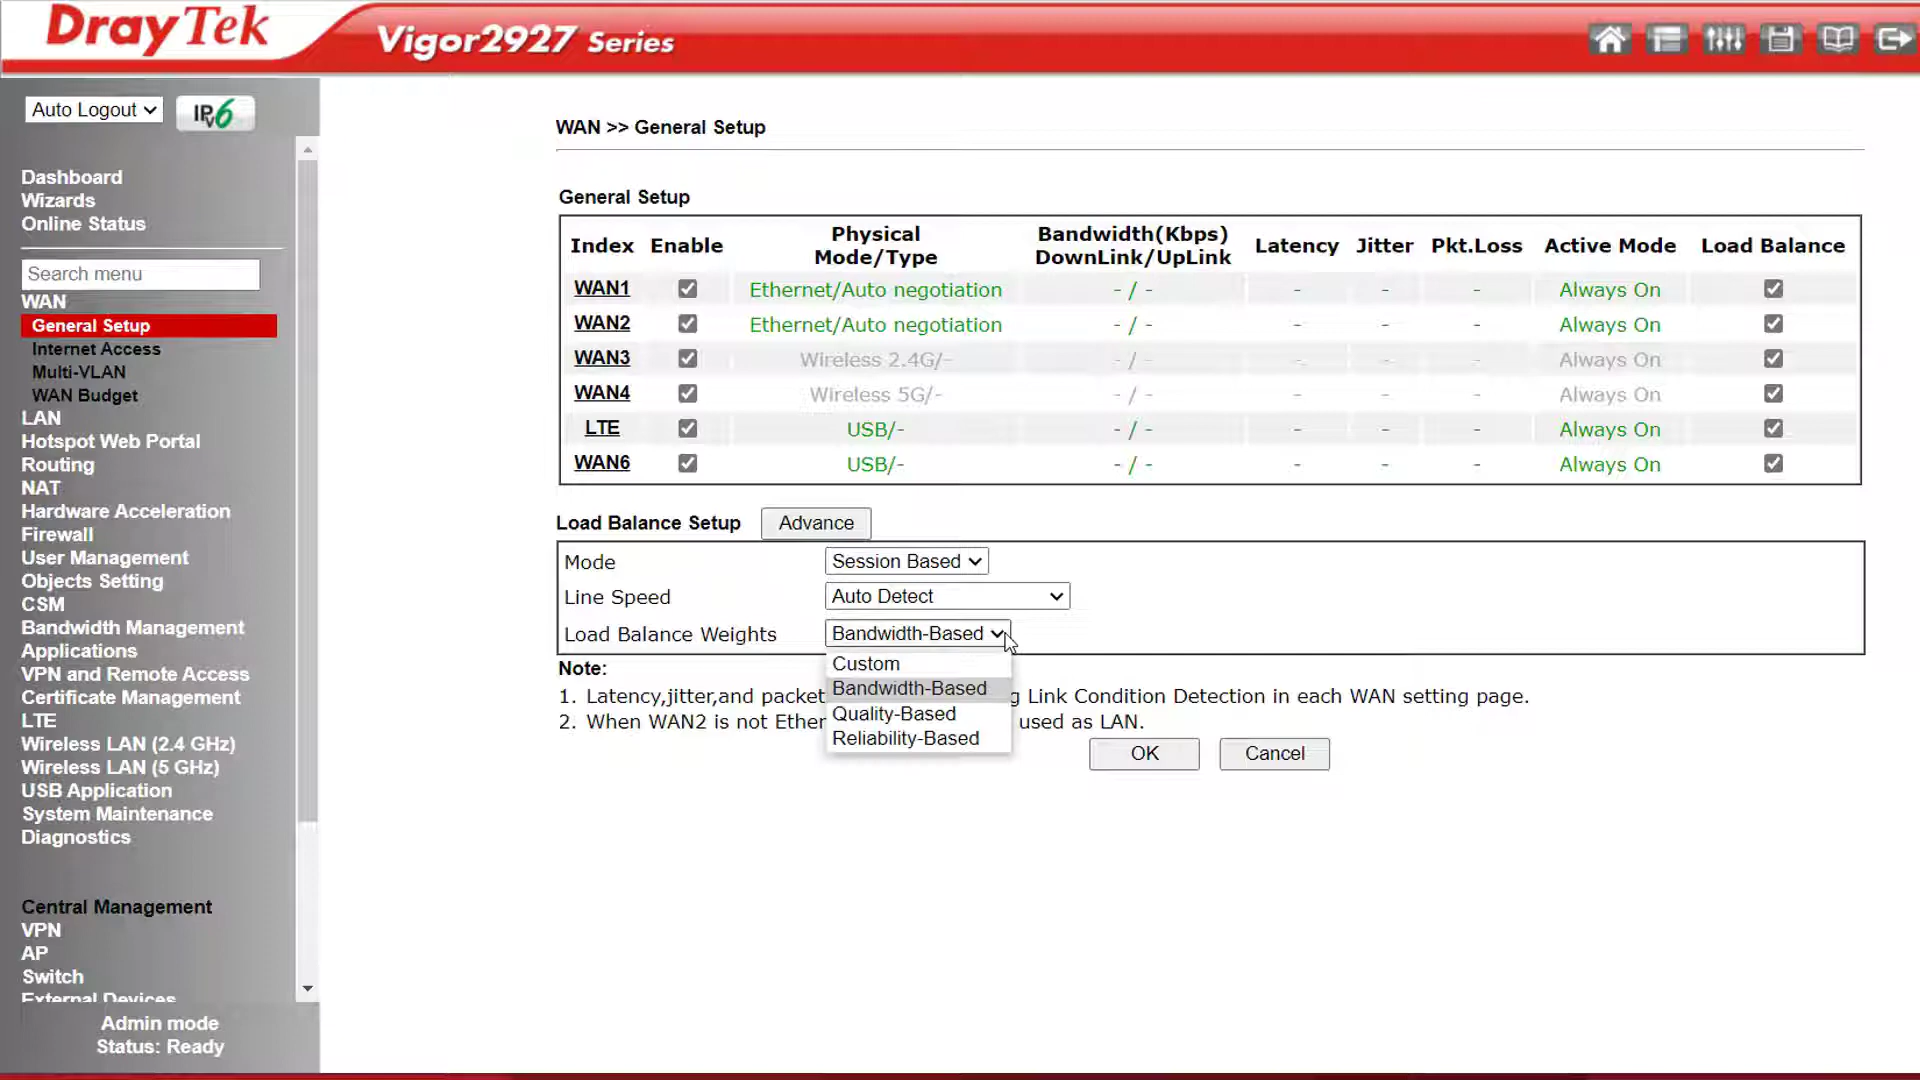 DrayTek
Vigor2927 Series
Auto Logout
IPv6
Dashboard
Wizards
Online Status
Search menu
WAN
General Setup
Internet Access
Multi-VLAN
WAN Budget
LAN
Hotspot Web Portal
Routing
NAT
Hardware Acceleration
Firewall
User Management
Objects Setting
CSM
Bandwidth Management
Applications
VPN and Remote Access
Certificate Management
LTE
Wireless LAN (2.4 GHz)
Wireless LAN (5 GHz)
USB Application
System Maintenance
Diagnostics
Central Management
VPN
AP
Switch
External Devices
Admin mode
Status: Ready
WAN >> General Setup
General Setup
Index Enable Physical Mode/Type Bandwidth(Kbps) DownLink/UpLink Latency Jitter Pkt.Loss Active Mode Load Balance
WAN1 Ethernet/Auto negotiation - / - - - - Always On
WAN2 Ethernet/Auto negotiation - / - - - - Always On
WAN3 Wireless 2.4G/- - / - - - - Always On
WAN4 Wireless 5G/- - / - - - - Always On
LTE USB/- - / - - - - Always On
WAN6 USB/- - / - - - - Always On
Load Balance Setup Advance
Mode Session Based
Line Speed Auto Detect
Load Balance Weights Bandwidth-Based
Custom
Bandwidth-Based
Quality-Based
Reliability-Based
Note:
1. Latency,jitter,and packet g Link Condition Detection in each WAN setting page.
2. When WAN2 is not Ether used as LAN.
OK Cancel